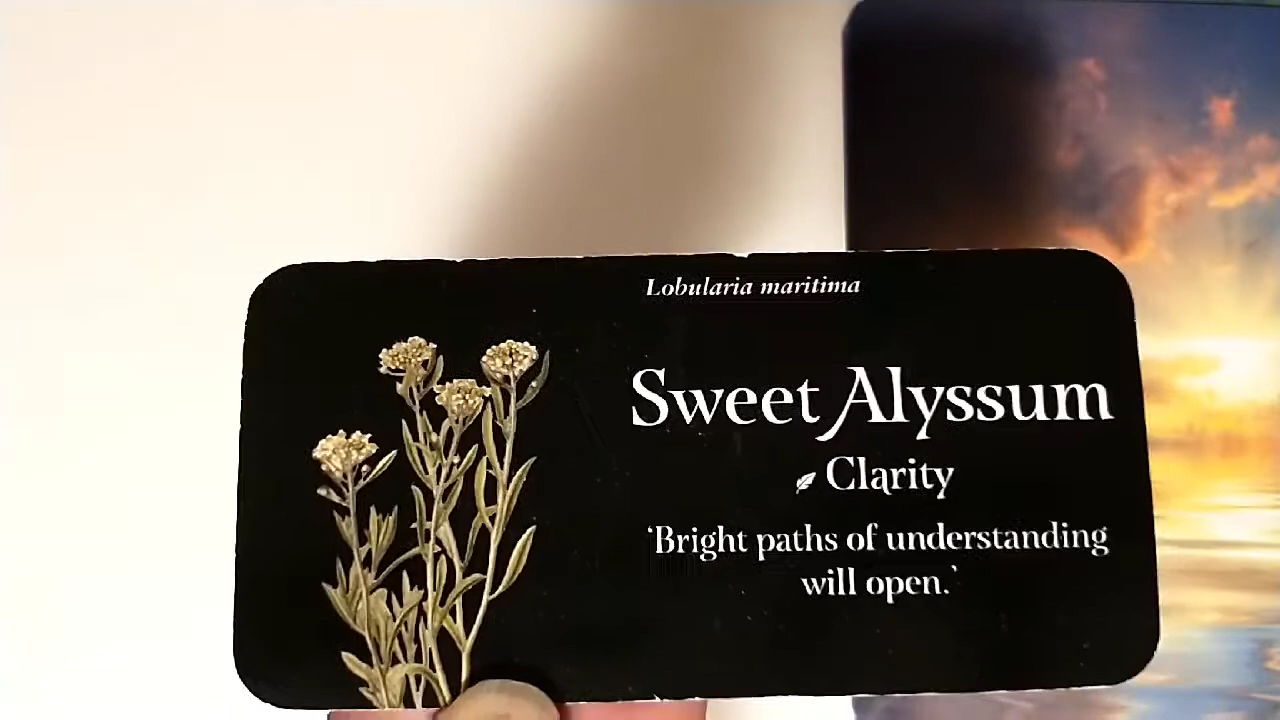 Lobularia maritima
Sweet Alyssum
Clarity
'Bright paths of understanding
will open.'